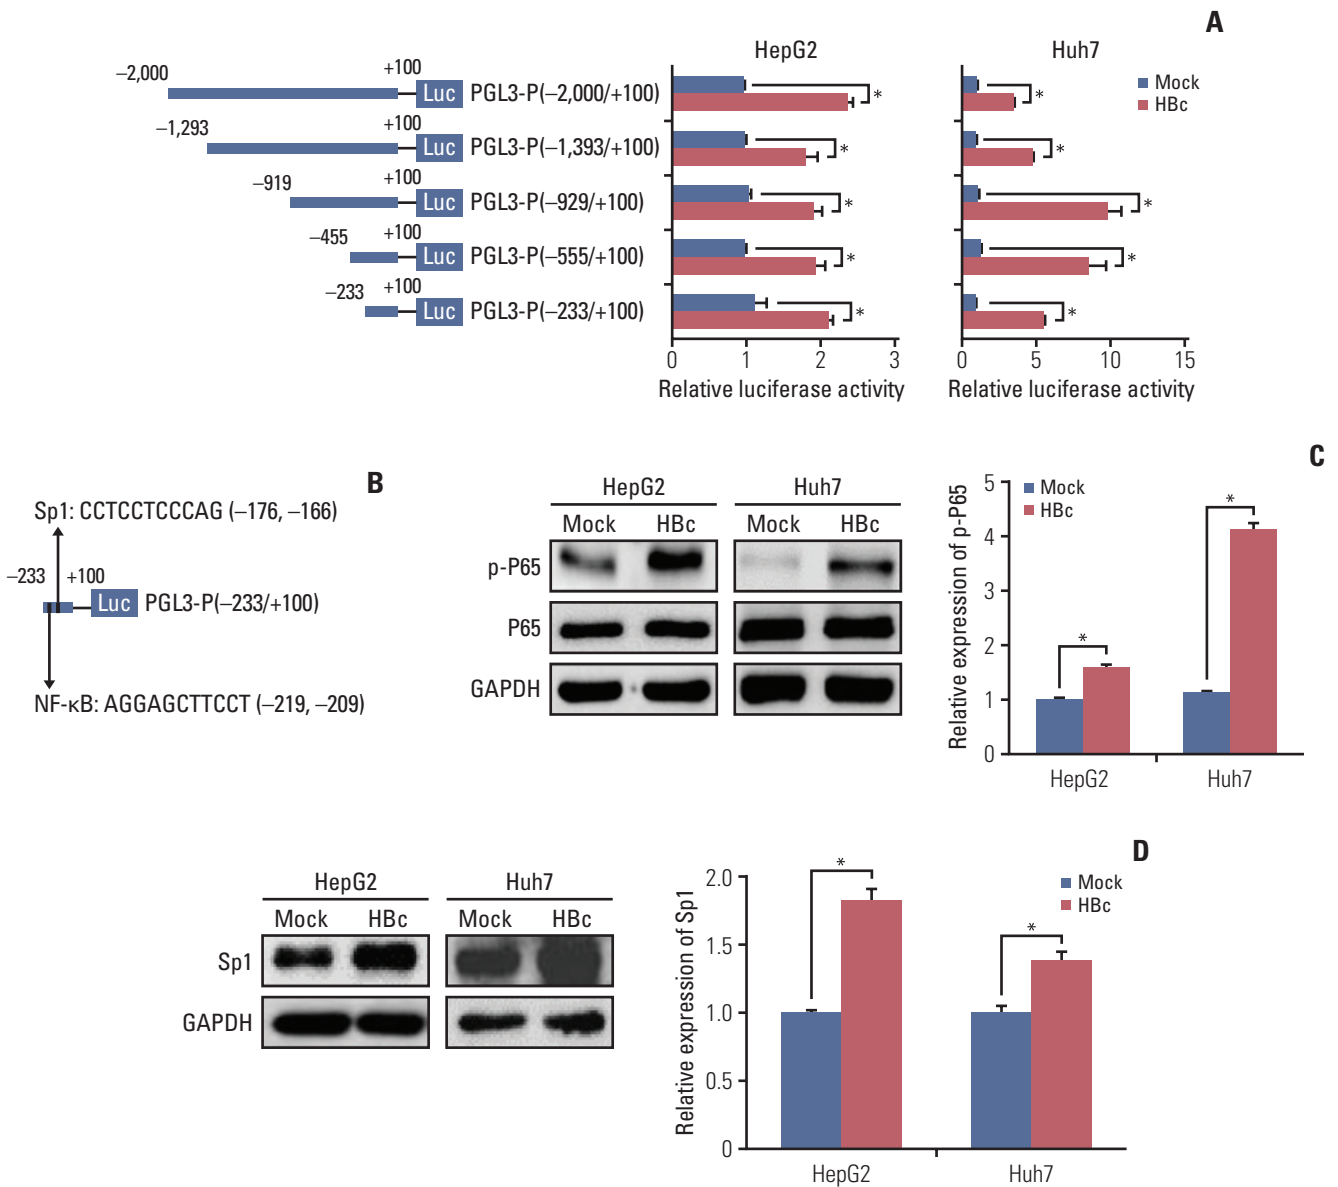 A
HepG2
Huh7
Mock
HBc
–2,000
+100
Luc
PGL3-P(–2,000/+100)
*
*
–1,293
+100
Luc
PGL3-P(–1,393/+100)
*
*
–919
+100
Luc
PGL3-P(–929/+100)
*
*
–455
+100
Luc
PGL3-P(–555/+100)
*
*
–233
+100
Luc
PGL3-P(–233/+100)
*
*
0 1 2 3
0 5 10 15
Relative luciferase activity
Relative luciferase activity
B
Sp1: CCTCCTCCCAG (–176, –166)
–233
+100
Luc
PGL3-P(–233/+100)
NF-κB: AGGAGCTTCCT (–219, –209)
HepG2
Huh7
Mock
HBc
Mock
HBc
p-P65
P65
GAPDH
C
Relative expression of p-P65
5
4
3
2
1
0
Mock
HBc
*
*
HepG2
Huh7
HepG2
Huh7
Mock
HBc
Mock
HBc
Sp1
GAPDH
D
Relative expression of Sp1
2.0
1.5
1.0
0.5
0
Mock
HBc
*
*
HepG2
Huh7